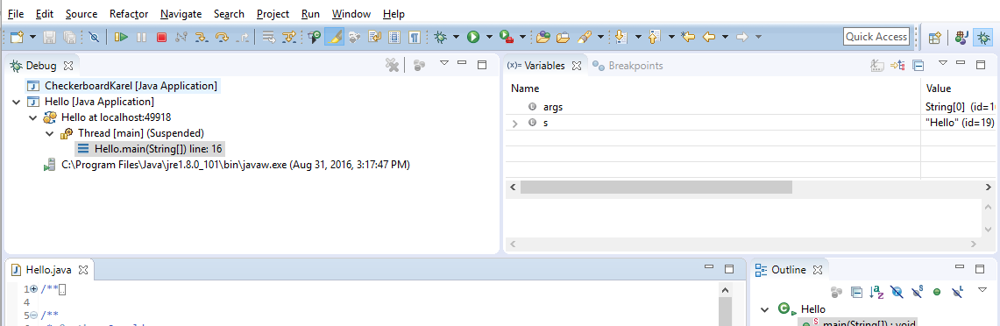 File Edit Source Refactor Navigate Search Project Run Window Help
Quick Access
Debug
(x)= Variables
Breakpoints
CheckerboardKarel [Java Application]
Hello [Java Application]
Hello at localhost:49918
Thread [main] (Suspended)
Hello.main(String[]) line: 16
C:\Program Files\Java\jre1.8.0_101\bin\javaw.exe (Aug 31, 2016, 3:17:47 PM)
Name Value
args String[0] (id=1
s "Hello" (id=19)
Hello.java
1 /**
4
5 /**
Outline
Hello
main(String[]) : void